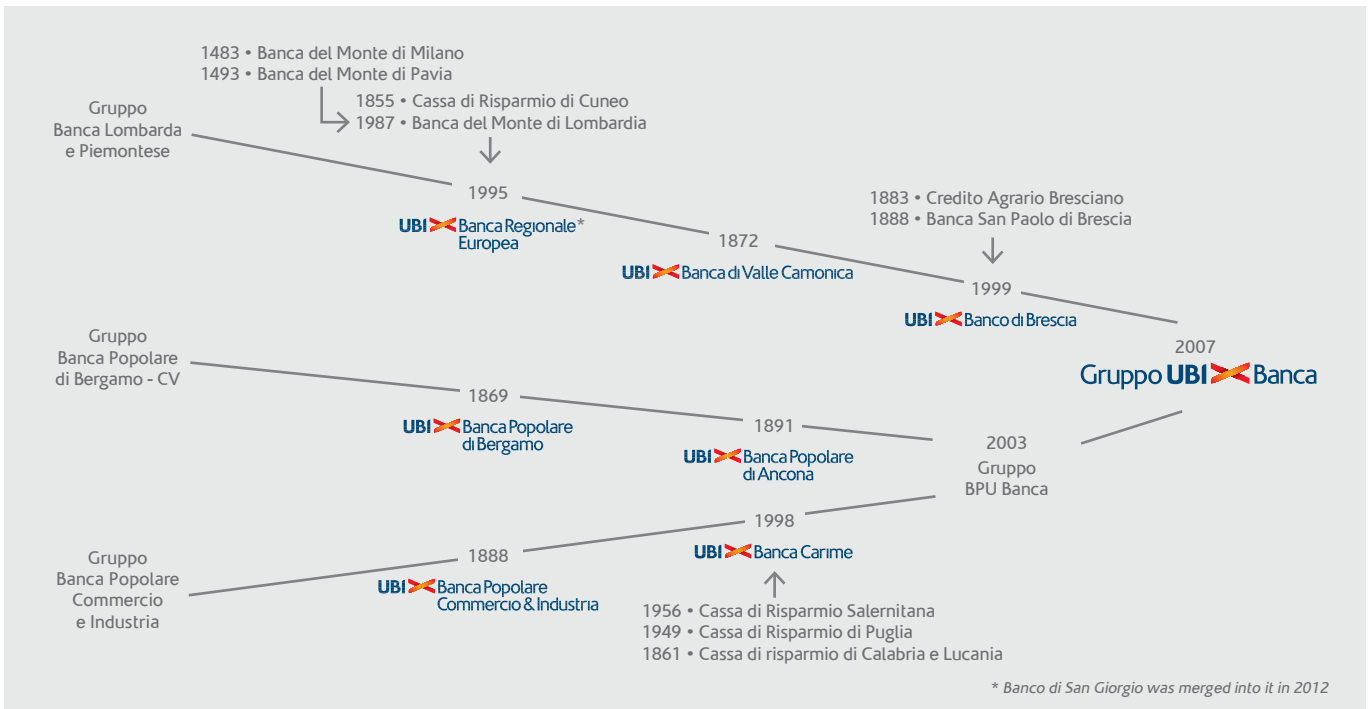 1483 • Banca del Monte di Milano
1493 • Banca del Monte di Pavia
1855 • Cassa di Risparmio di Cuneo
1987 • Banca del Monte di Lombardia
Gruppo
Banca Lombarda
e Piemontese
1995
UBI Banca Regionale*
Europea
1872
UBI Banca di Valle Camonica
1883 • Credito Agrario Bresciano
1888 • Banca San Paolo di Brescia
1999
UBI Banco di Brescia
2007
Gruppo UBI Banca
Gruppo
Banca Popolare
di Bergamo - CV
1869
UBI Banca Popolare
di Bergamo
1891
UBI Banca Popolare
di Ancona
2003
Gruppo
BPU Banca
Gruppo
Banca Popolare
Commercio
e Industria
1888
UBI Banca Popolare
Commercio & Industria
1998
UBI Banca Carime
1956 • Cassa di Risparmio Salernitana
1949 • Cassa di Risparmio di Puglia
1861 • Cassa di risparmio di Calabria e Lucania
* Banco di San Giorgio was merged into it in 2012